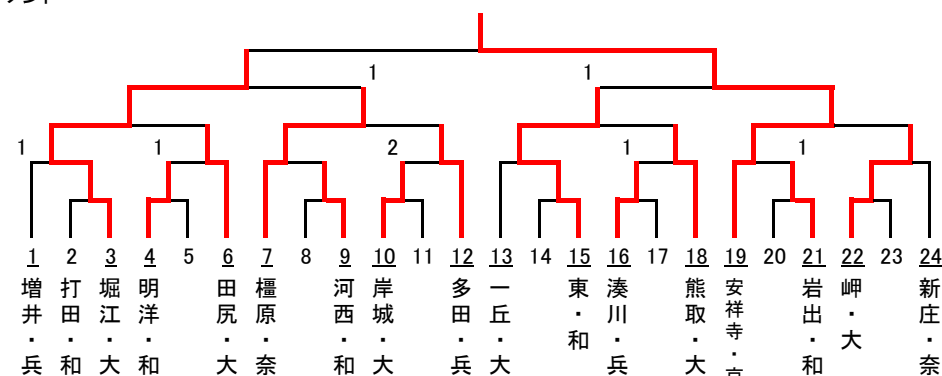 1 1
1 1 2 1 1
1 2 3 4 5 6 7 8 9 10 11 12 13 14 15 16 17 18 19 20 21 22 23 24
増井・兵
打田・和
堀江・大
明洋・和
田尻・大
橿原・奈
河西・和
岸城・大
多田・兵
一丘・大
東・和
湊川・兵
熊取・大
安祥寺・京
岩出・和
岬・大
新庄・奈